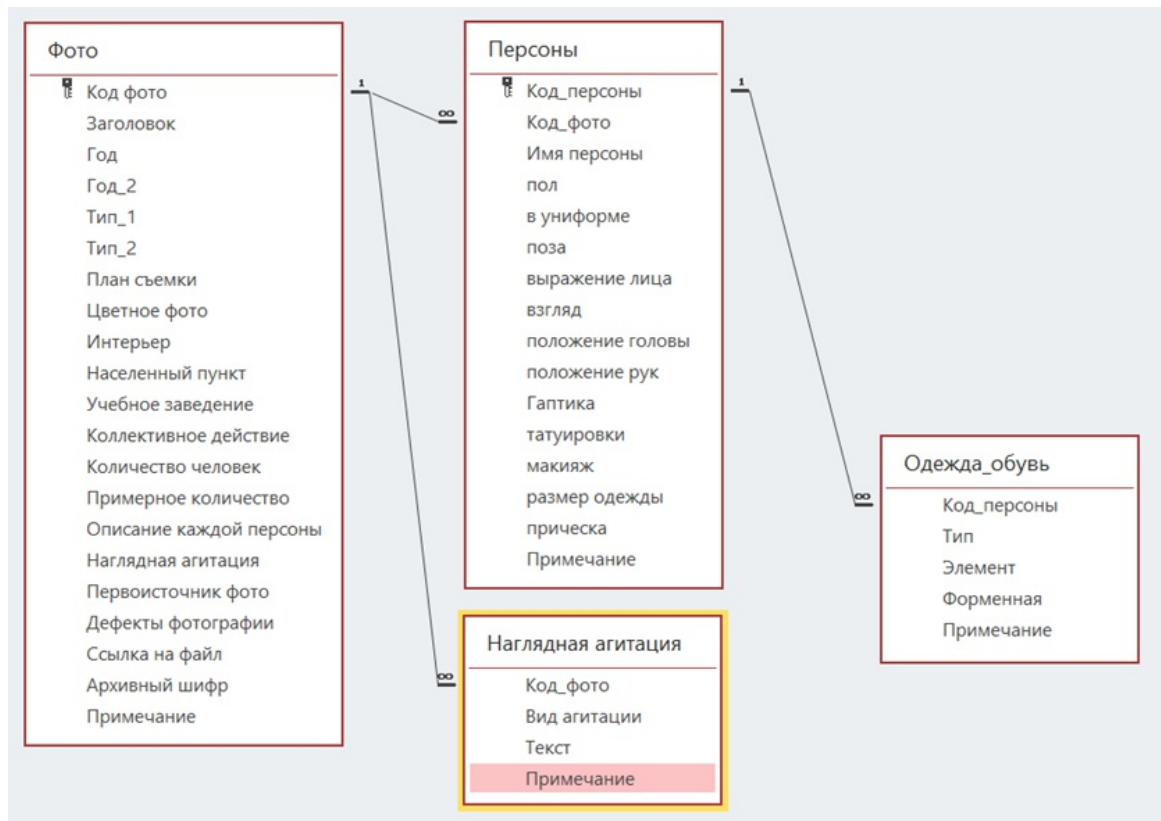 Фото
Код фото
Заголовок
Год
Год_2
Тип_1
Тип_2
План съемки
Цветное фото
Интерьер
Населенный пункт
Учебное заведение
Коллективное действие
Количество человек
Примерное количество
Описание каждой персоны
Наглядная агитация
Первоисточник фото
Дефекты фотографии
Ссылка на файл
Архивный шифр
Примечание
1
∞
∞
Персоны
Код_персоны
Код_фото
Имя персоны
пол
в униформе
поза
выражение лица
взгляд
положение головы
положение рук
Гаптика
татуировки
макияж
размер одежды
прическа
Примечание
1
∞
Наглядная агитация
Код_фото
Вид агитации
Текст
Примечание
Одежда_обувь
Код_персоны
Тип
Элемент
Форменная
Примечание